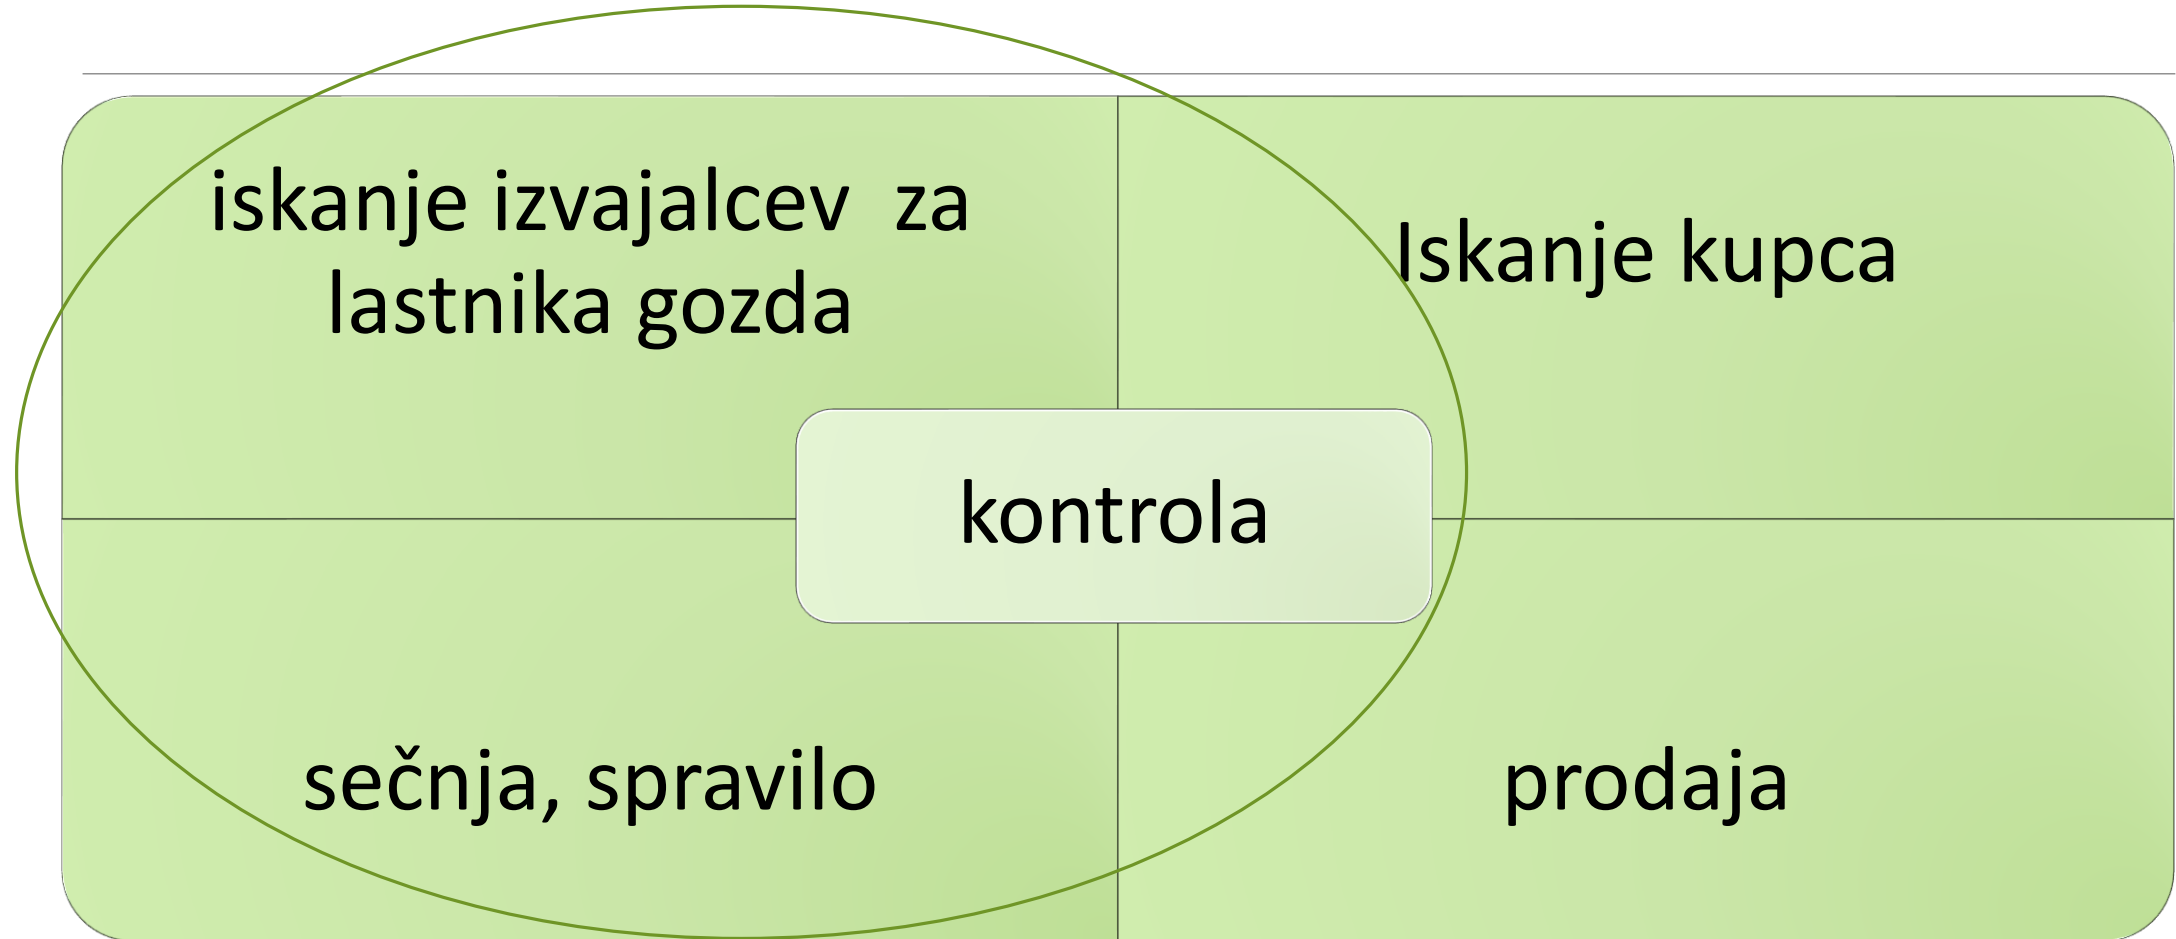 iskanje izvajalcev za
lastnika gozda
Iskanje kupca
kontrola
sečnja, spravilo
prodaja